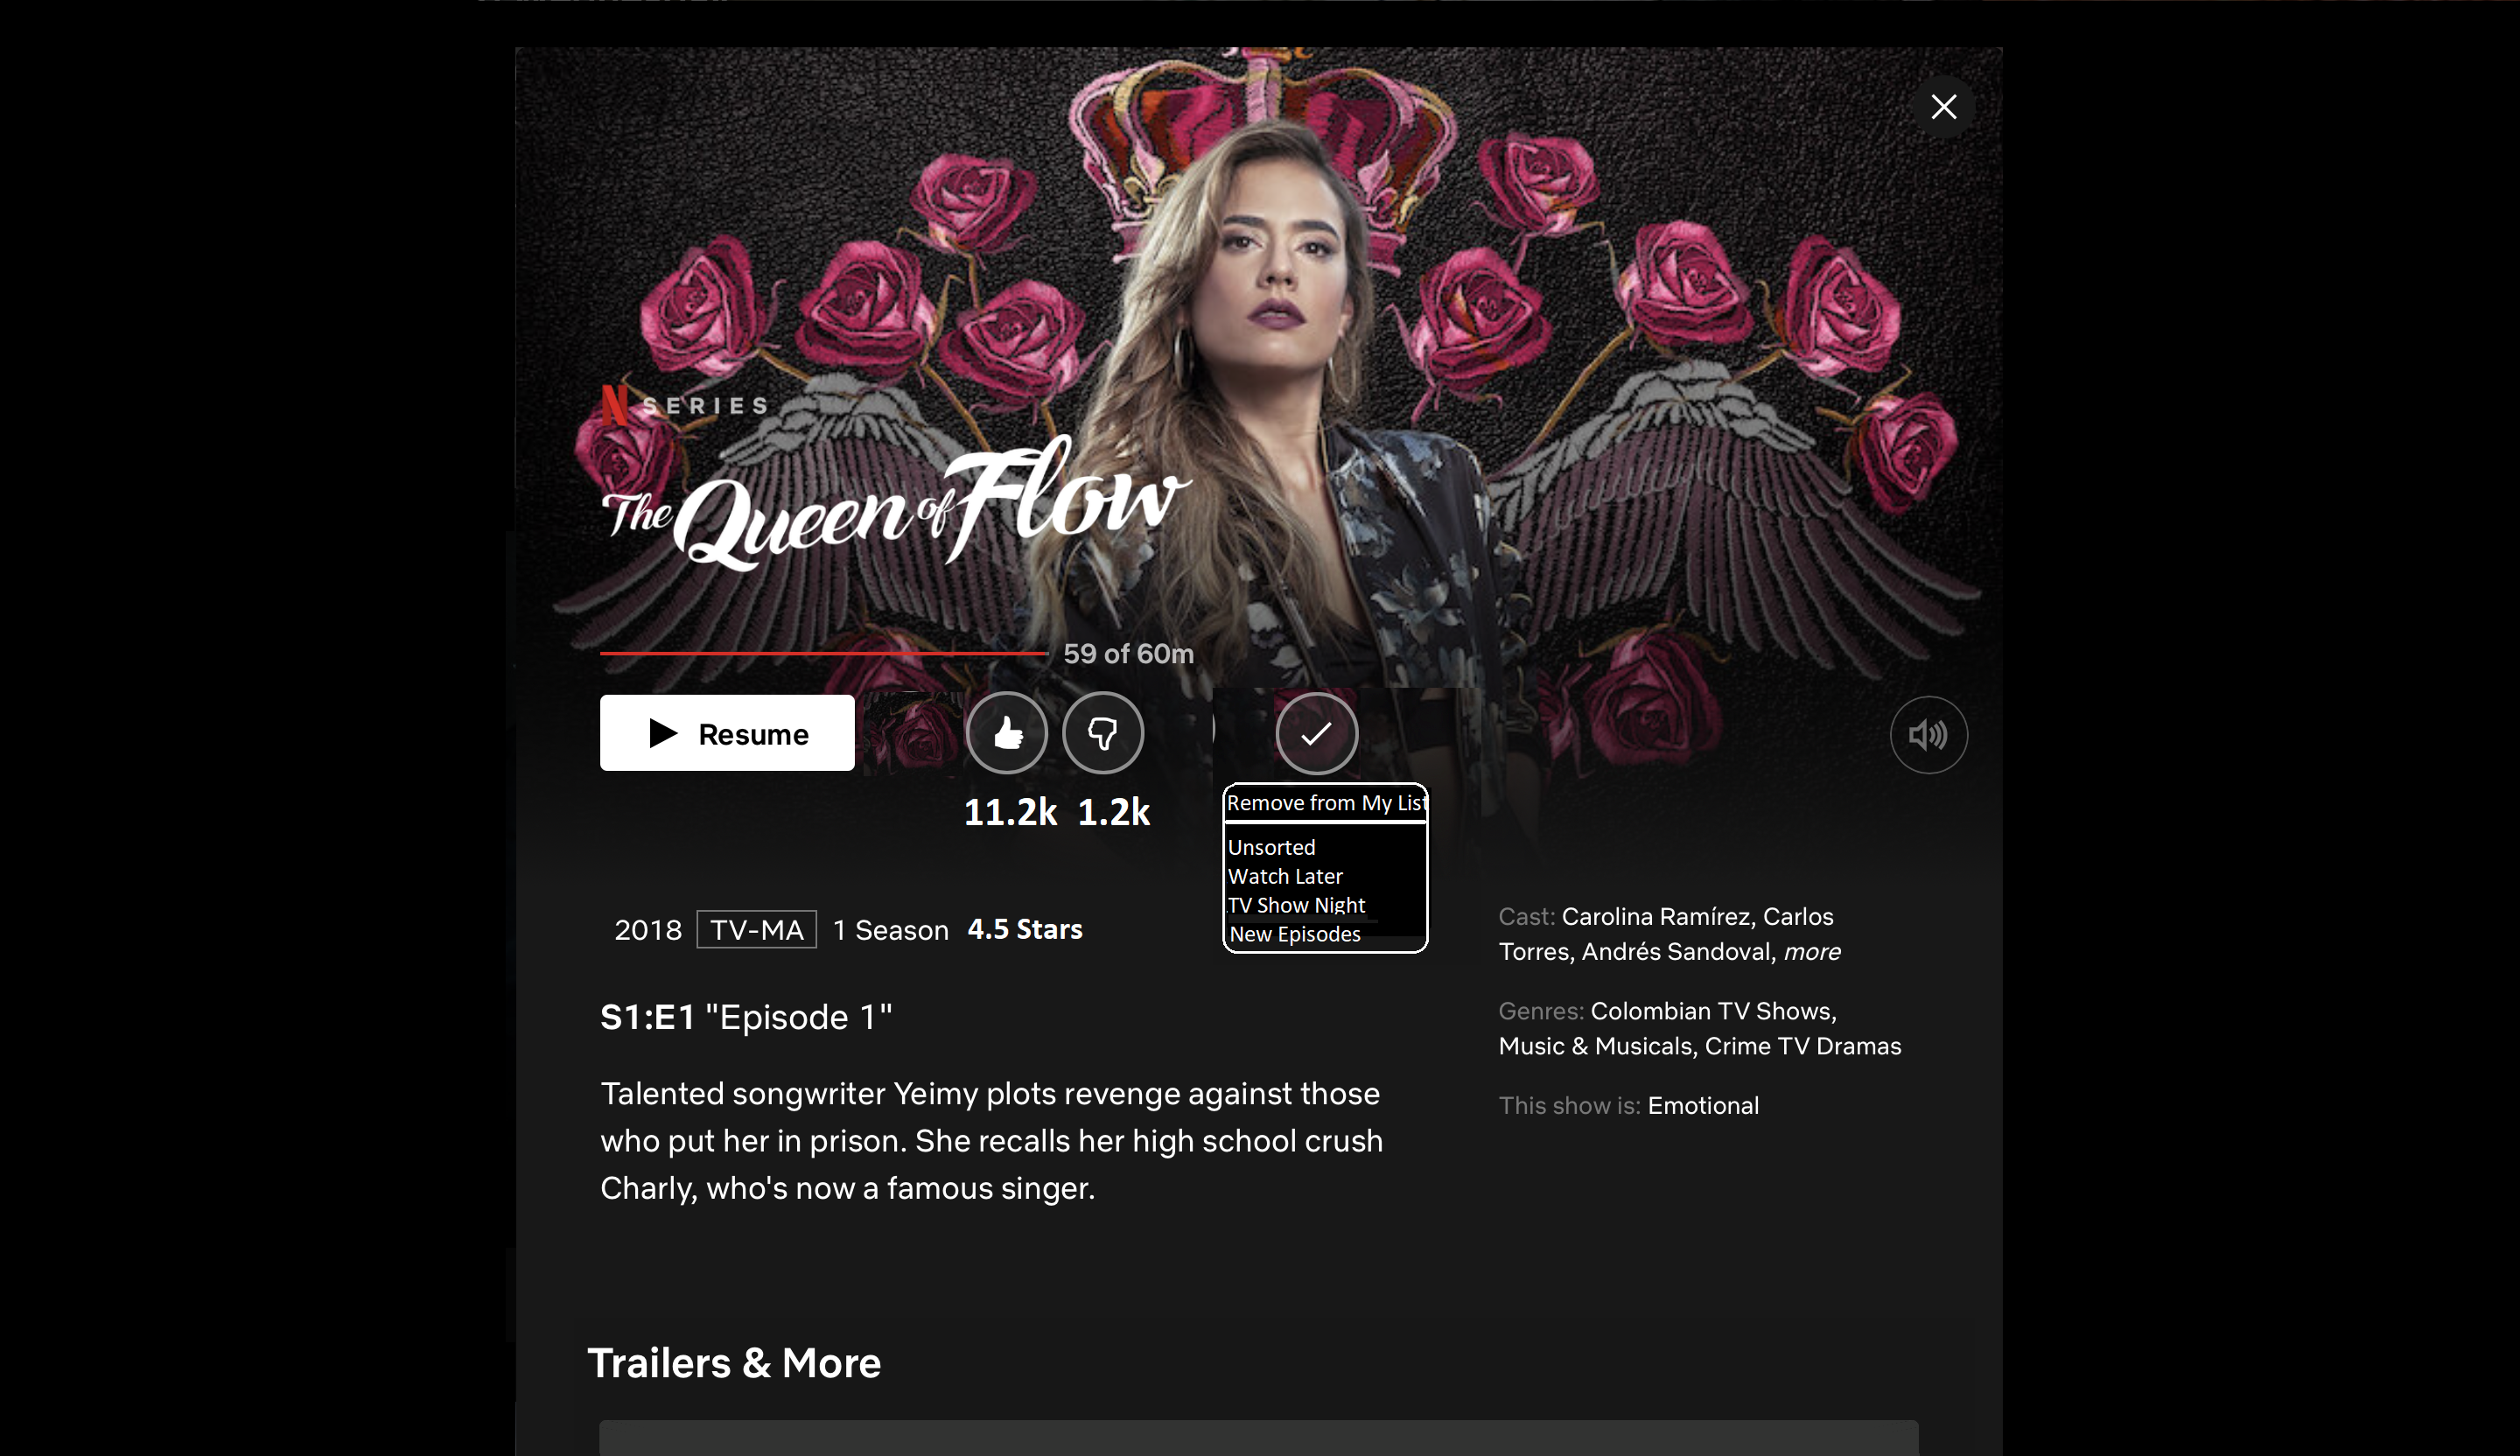 N SERIES
The Queen of Flow
59 of 60m
Resume
11.2k 1.2k
Remove from My List
Unsorted
Watch Later
TV Show Night
New Episodes
2018 TV-MA 1 Season 4.5 Stars
S1:E1 "Episode 1"
Talented songwriter Yeimy plots revenge against those
who put her in prison. She recalls her high school crush
Charly, who's now a famous singer.
Cast: Carolina Ramírez, Carlos
Torres, Andrés Sandoval, more
Genres: Colombian TV Shows,
Music & Musicals, Crime TV Dramas
This show is: Emotional
Trailers & More